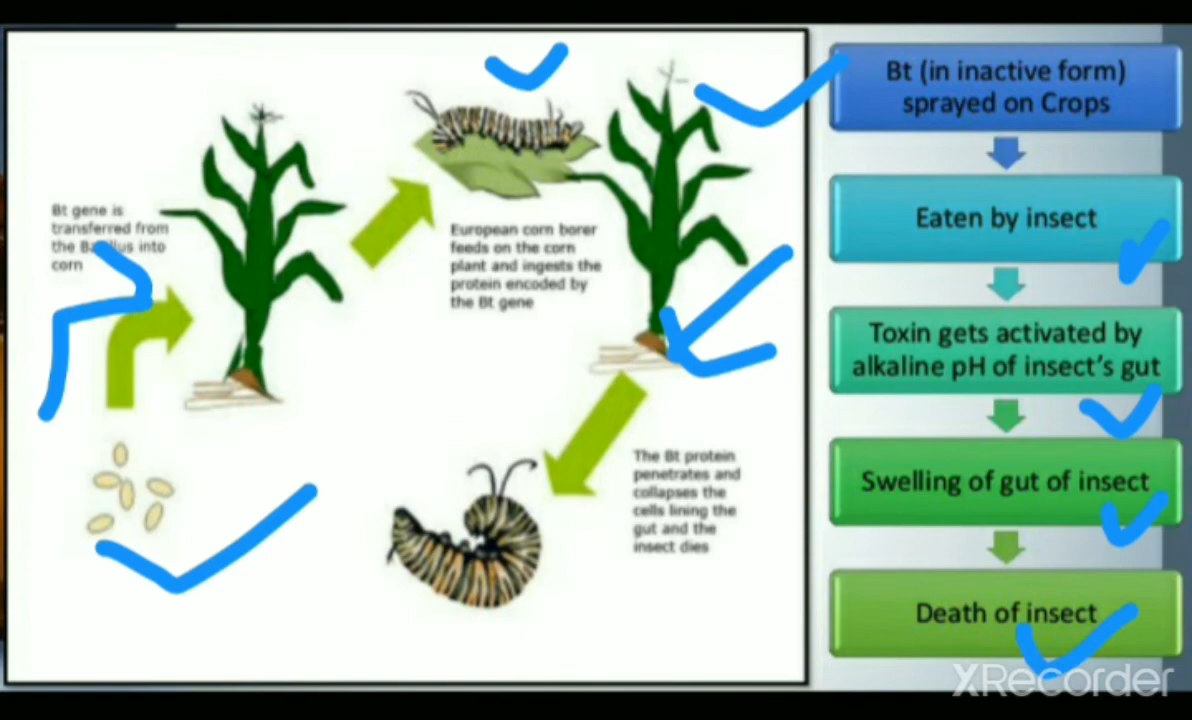 Bt gene is
transferred from
the Bacillus into
corn
European corn borer
feeds on the corn
plant and ingests the
protein encoded by
the Bt gene
The Bt protein
penetrates and
collapses the
cells lining the
gut and the
insect dies
Bt (in inactive form)
sprayed on Crops
Eaten by insect
Toxin gets activated by
alkaline pH of insect's gut
Swelling of gut of insect
Death of insect
XRecorder